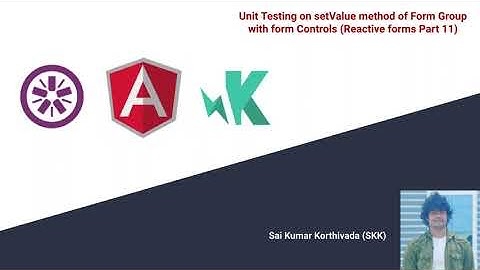 Unit Testing on setValue method of Form Group
with form Controls (Reactive forms Part 11)
A
K
Sai Kumar Korthivada (SKK)